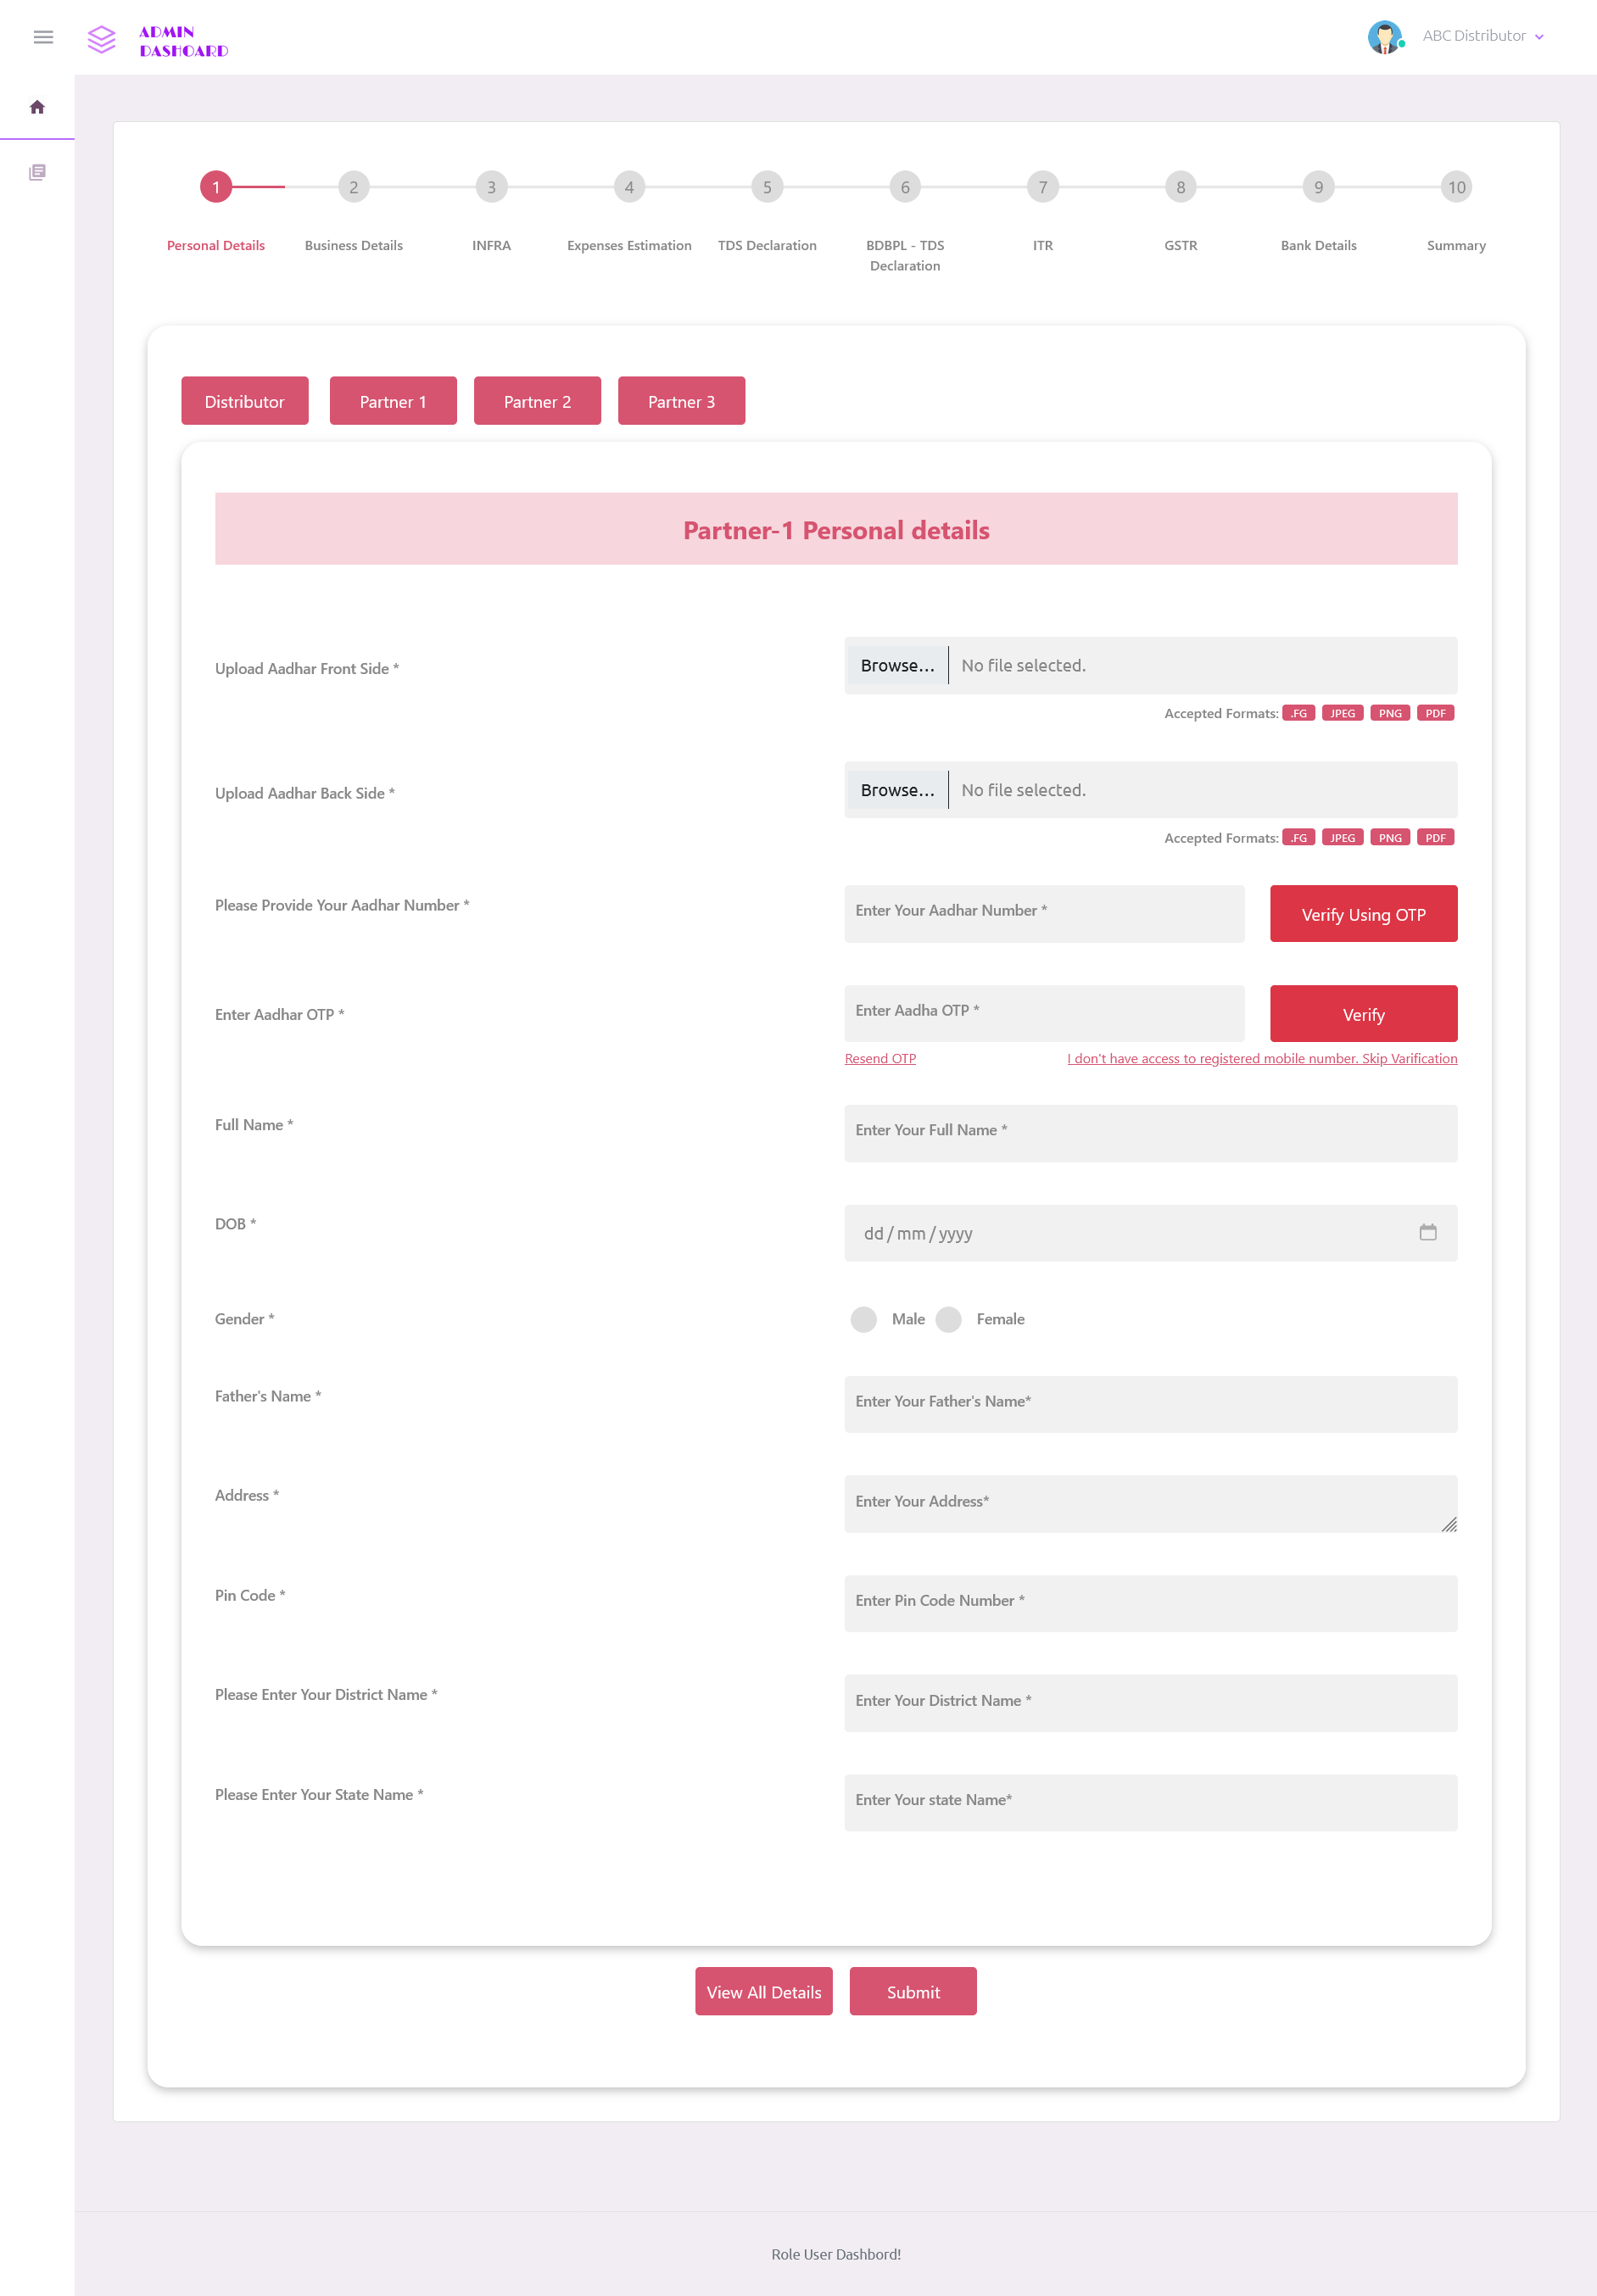 ADMIN
DASHOARD
ABC Distributor
1 2 3 4 5 6 7 8 9 10
Personal Details Business Details INFRA Expenses Estimation TDS Declaration BDBPL - TDS ITR GSTR Bank Details Summary
Declaration
Distributor Partner 1 Partner 2 Partner 3
Partner-1 Personal details
Upload Aadhar Front Side * Browse... No file selected.
Accepted Formats: .FG JPEG PNG PDF
Upload Aadhar Back Side * Browse... No file selected.
Accepted Formats: .FG JPEG PNG PDF
Please Provide Your Aadhar Number * Enter Your Aadhar Number * Verify Using OTP
Enter Aadhar OTP * Enter Aadha OTP * Verify
Resend OTP I don't have access to registered mobile number. Skip Varification
Full Name * Enter Your Full Name *
DOB * dd / mm / yyyy
Gender * Male Female
Father's Name * Enter Your Father's Name*
Address * Enter Your Address*
Pin Code * Enter Pin Code Number *
Please Enter Your District Name * Enter Your District Name *
Please Enter Your State Name * Enter Your state Name*
View All Details Submit
Role User Dashbord!